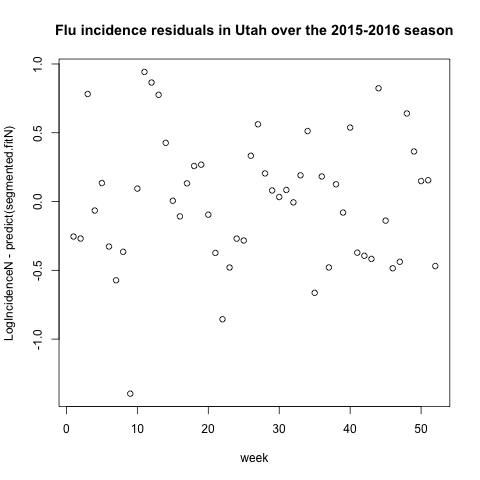 Flu incidence residuals in Utah over the 2015-2016 season
LogIncidenceN - predict(segmented.fitN)
1.0
0.5
0.0
-0.5
-1.0
0 10 20 30 40 50
week